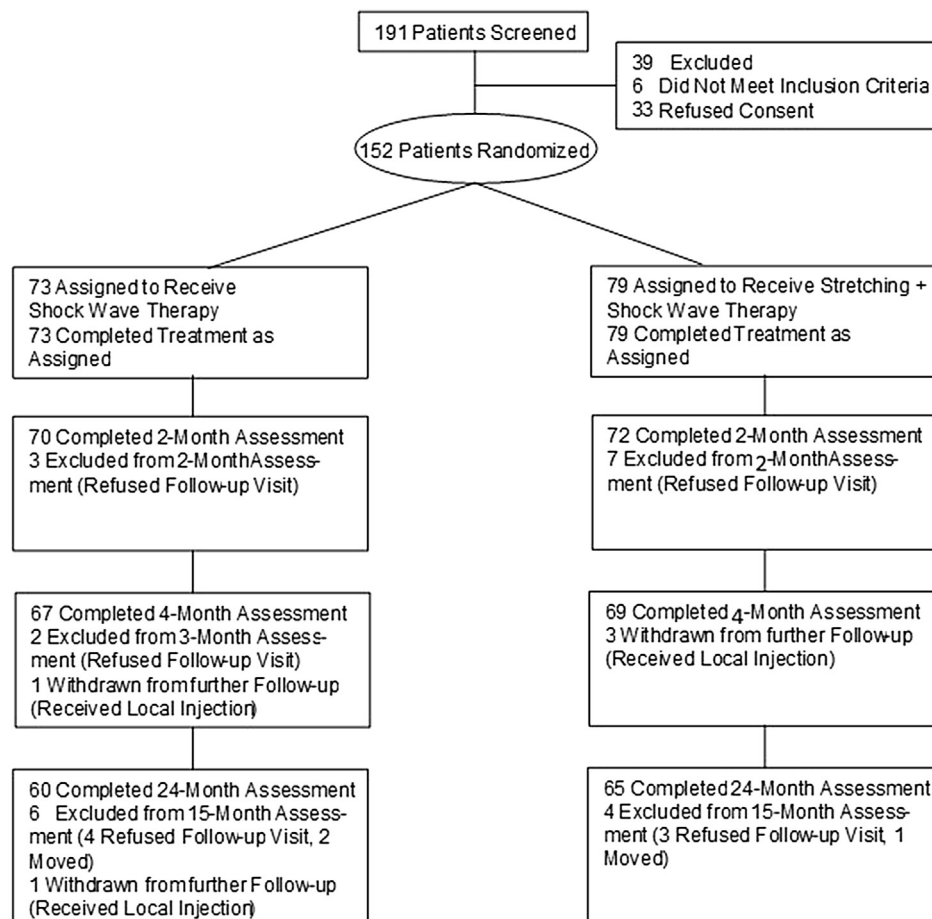 191 Patients Screened
39 Excluded
6 Did Not Meet Inclusion Criteria
33 Refused Consent
152 Patients Randomized
73 Assigned to Receive
Shock Wave Therapy
73 Completed Treatment as
Assigned
79 Assigned to Receive Stretching +
Shock Wave Therapy
79 Completed Treatment as
Assigned
70 Completed 2-Month Assessment
3 Excluded from 2-Month Assess-
ment (Refused Follow-up Visit)
72 Completed 2-Month Assessment
7 Excluded from 2-Month Assess-
ment (Refused Follow-up Visit)
67 Completed 4-Month Assessment
2 Excluded from 3-Month Assess-
ment (Refused Follow-up Visit)
1 Withdrawn from further Follow-up
(Received Local Injection)
69 Completed 4-Month Assessment
3 Withdrawn from further Follow-up
(Received Local Injection)
60 Completed 24-Month Assessment
6 Excluded from 15-Month Assess-
ment (4 Refused Follow-up Visit, 2
Moved)
1 Withdrawn from further Follow-up
(Received Local Injection)
65 Completed 24-Month Assessment
4 Excluded from 15-Month Assess-
ment (3 Refused Follow-up Visit, 1
Moved)